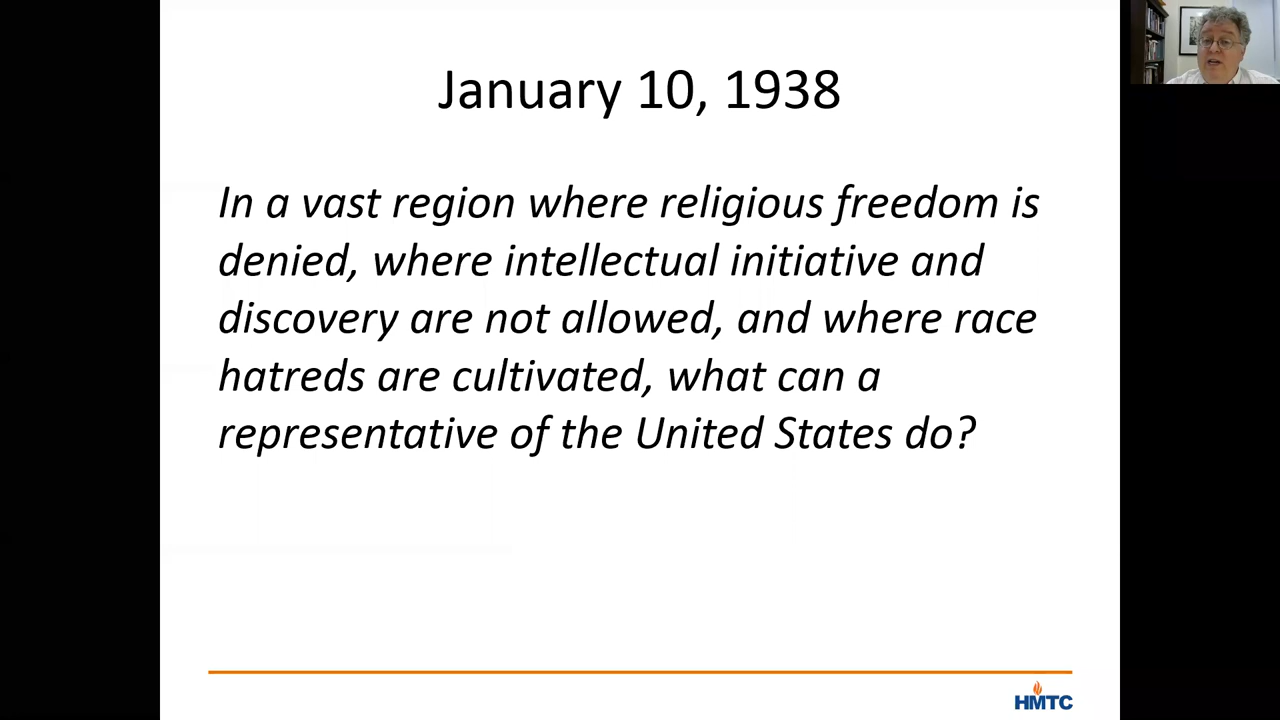 January 10, 1938
In a vast region where religious freedom is
denied, where intellectual initiative and
discovery are not allowed, and where race
hatreds are cultivated, what can a
representative of the United States do?
HMTC